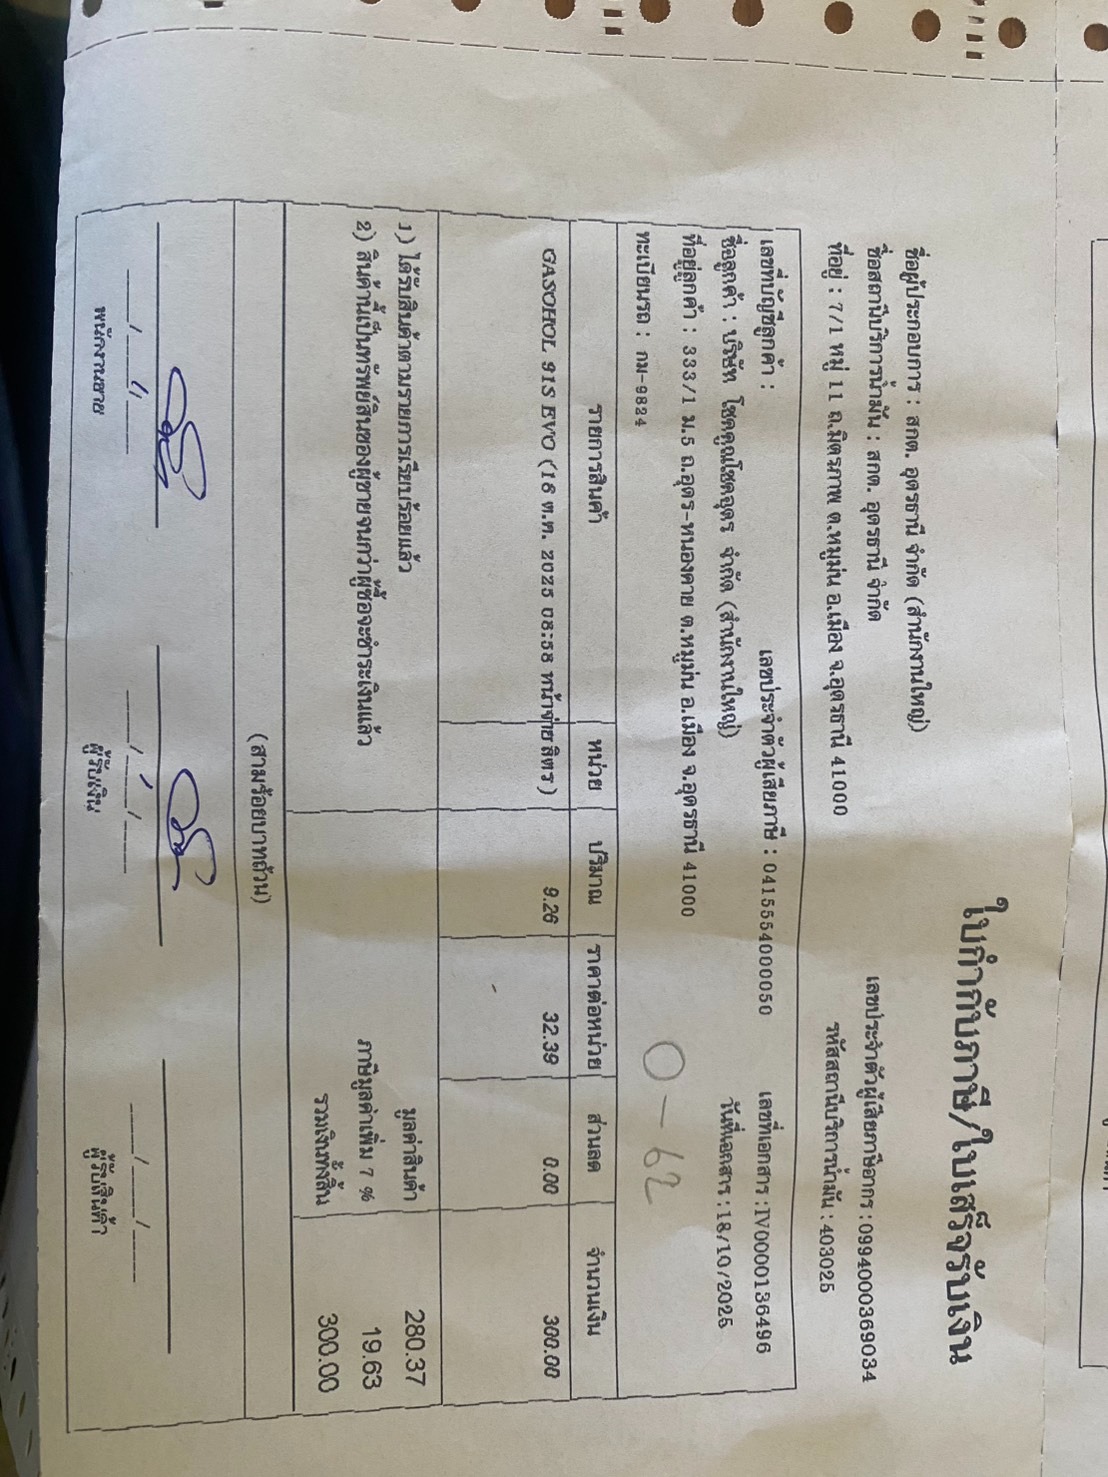 ใบกำกับภาษี/ใบเสร็จรับเงิน
ชื่อผู้ประกอบการ : สกต. อุดรธานี จำกัด (สำนักงานใหญ่) เลขประจำตัวผู้เสียภาษีอากร : 0994000369034
ชื่อสถานีบริการน้ำมัน : สกต. อุดรธานี จำกัด รหัสสถานีบริการน้ำมัน : 403025
ที่อยู่ : 7/1 หมู่ 11 ถ.มิตรภาพ ต.หมูม่น อ.เมือง จ.อุดรธานี 41000
เลขที่บัญชีลูกค้า : เลขประจำตัวผู้เสียภาษี : 0415554000050 เลขที่เอกสาร : IV0000136496
ชื่อลูกค้า : บริษัท โชคคูณโชคอุดร จำกัด (สำนักงานใหญ่) วันที่เอกสาร : 18/10/2025
ที่อยู่ลูกค้า : 333/1 ม.5 ถ.อุดร-หนองคาย ต.หมูม่น อ.เมือง จ.อุดรธานี 41000
ทะเบียนรถ : กม-9824 0-62
รายการสินค้า หน่วย ปริมาณ ราคาต่อหน่วย ส่วนลด จำนวนเงิน
GASOHOL 91S EVO (16 ต.ค. 2025 08:58 หน้าจ่าย ลิตร ) 9.26 32.39 0.00 300.00
1) ได้รับสินค้าตามรายการเรียบร้อยแล้ว มูลค่าสินค้า 280.37
2) สินค้านี้เป็นทรัพย์สินของผู้ขายจนกว่าผู้ซื้อจะชำระเงินแล้ว ภาษีมูลค่าเพิ่ม 7 % 19.63
รวมเงินทั้งสิ้น 300.00
(สามร้อยบาทถ้วน)
พนักงานขาย ผู้รับเงิน ผู้รับสินค้า